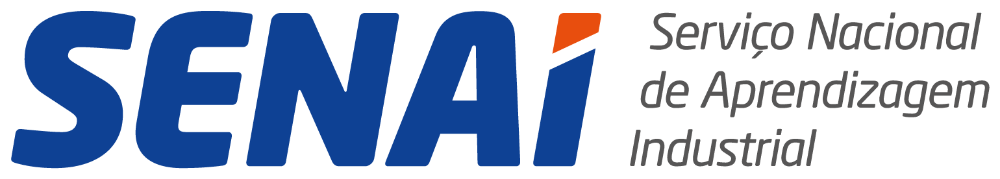 SENAI
Serviço Nacional
de Aprendizagem
Industrial